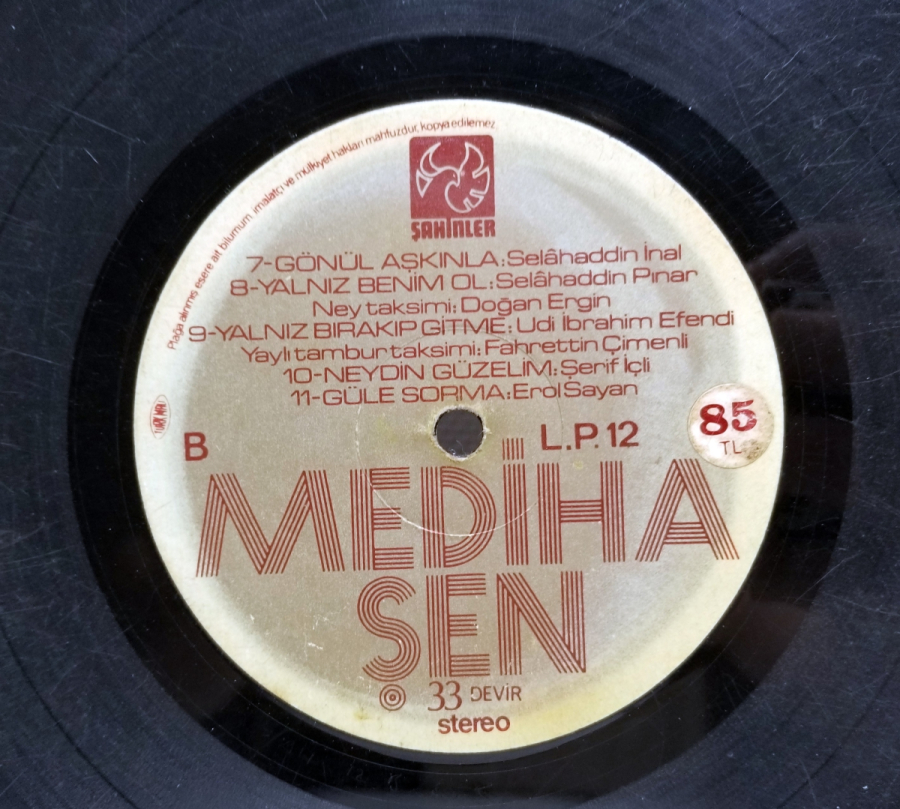 Plağa alınmış esere ait bilumum imalatçı ve mülkiyet hakları mahfuzdur, kopya edilemez
ŞAHİNLER
7-GÖNÜL AŞKINLA: Selâhaddin İnal
8-YALNIZ BENİM OL: Selâhaddin Pınar
Ney taksimi: Doğan Ergin
9-YALNIZ BIRAKIP GİTME: Udi İbrahim Efendi
Yaylı tambur taksimi: Fahrettin Çimenli
10-NEYDİN GÜZELİM: Şerif İçli
11-GÜLE SORMA: Erol Sayan
B
L.P. 12
85
TL
MEDİHA
ŞEN
33 DEVİR
stereo